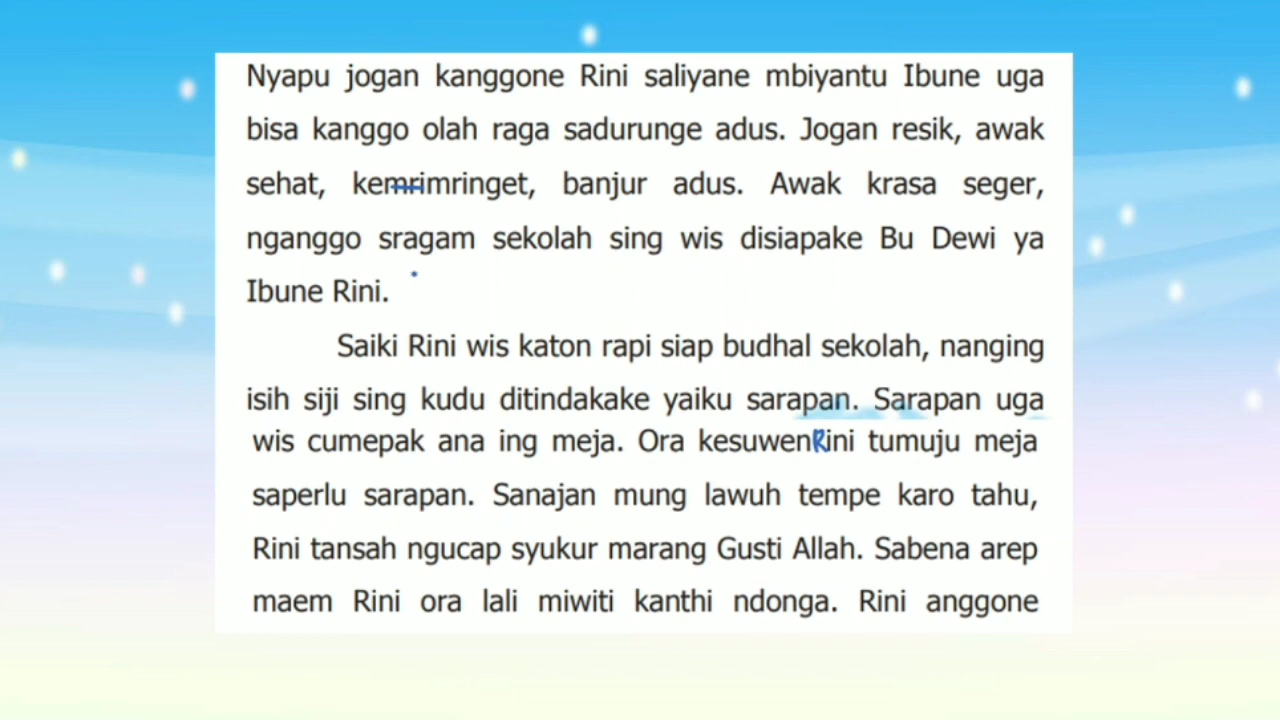 Nyapu jogan kanggone Rini saliyane mbiyantu Ibune uga
bisa kanggo olah raga sadurunge adus. Jogan resik, awak
sehat, kemrimringet, banjur adus. Awak krasa seger,
nganggo sragam sekolah sing wis disiapake Bu Dewi ya
Ibune Rini.
Saiki Rini wis katon rapi siap budhal sekolah, nanging
isih siji sing kudu ditindakake yaiku sarapan. Sarapan uga
wis cumepak ana ing meja. Ora kesuwenRini tumuju meja
saperlu sarapan. Sanajan mung lawuh tempe karo tahu,
Rini tansah ngucap syukur marang Gusti Allah. Sabena arep
maem Rini ora lali miwiti kanthi ndonga. Rini anggone